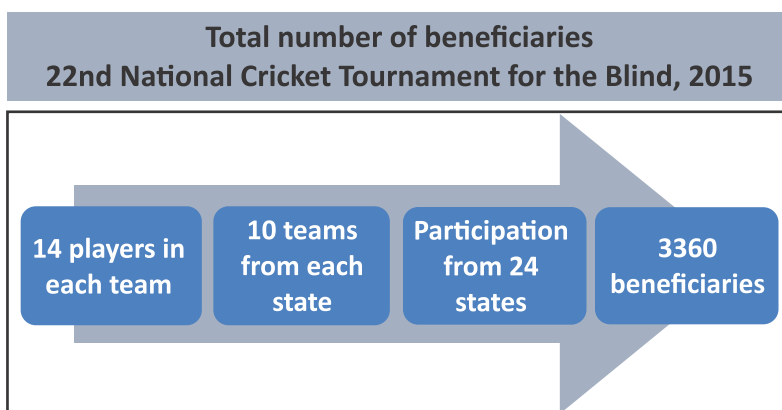 Total number of beneficiaries
22nd National Cricket Tournament for the Blind, 2015
14 players in
each team
10 teams
from each
state
Participation
from 24
states
3360
beneficiaries